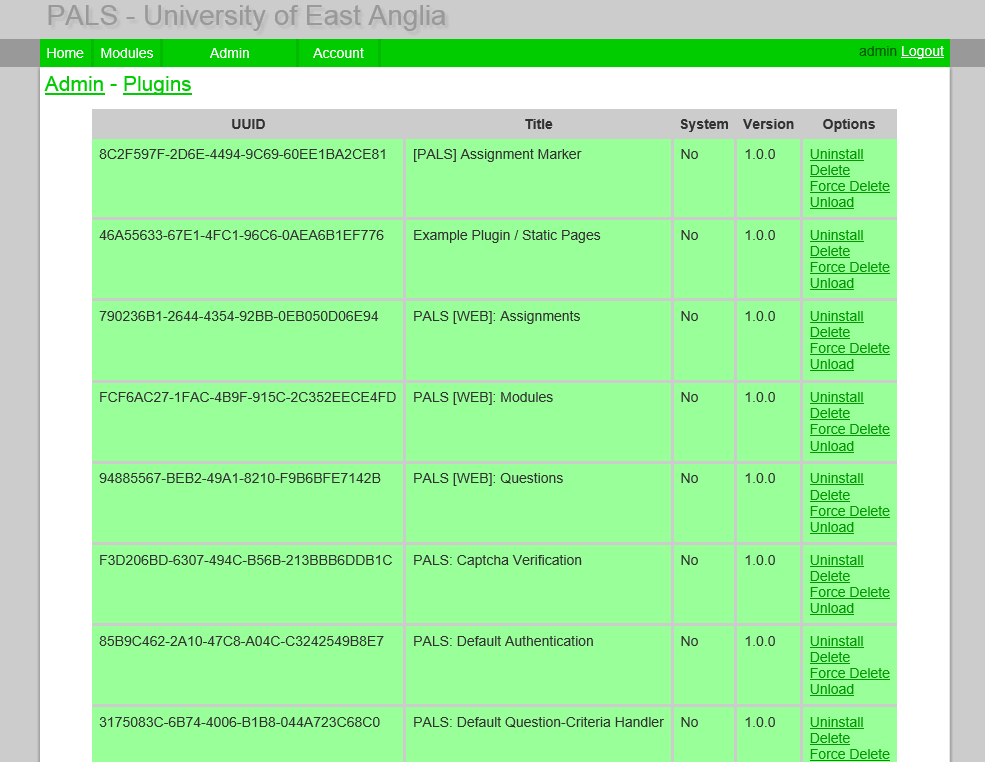 PALS - University of East Anglia
Home Modules Admin Account admin Logout
Admin - Plugins
UUID Title System Version Options
8C2F597F-2D6E-4494-9C69-60EE1BA2CE81 [PALS] Assignment Marker No 1.0.0 Uninstall
Delete
Force Delete
Unload
46A55633-67E1-4FC1-96C6-0AEA6B1EF776 Example Plugin / Static Pages No 1.0.0 Uninstall
Delete
Force Delete
Unload
790236B1-2644-4354-92BB-0EB050D06E94 PALS [WEB]: Assignments No 1.0.0 Uninstall
Delete
Force Delete
Unload
FCF6AC27-1FAC-4B9F-915C-2C352EECE4FD PALS [WEB]: Modules No 1.0.0 Uninstall
Delete
Force Delete
Unload
94885567-BEB2-49A1-8210-F9B6BFE7142B PALS [WEB]: Questions No 1.0.0 Uninstall
Delete
Force Delete
Unload
F3D206BD-6307-494C-B56B-213BBB6DDB1C PALS: Captcha Verification No 1.0.0 Uninstall
Delete
Force Delete
Unload
85B9C462-2A10-47C8-A04C-C3242549B8E7 PALS: Default Authentication No 1.0.0 Uninstall
Delete
Force Delete
Unload
3175083C-6B74-4006-B1B8-044A723C68C0 PALS: Default Question-Criteria Handler No 1.0.0 Uninstall
Delete
Force Delete